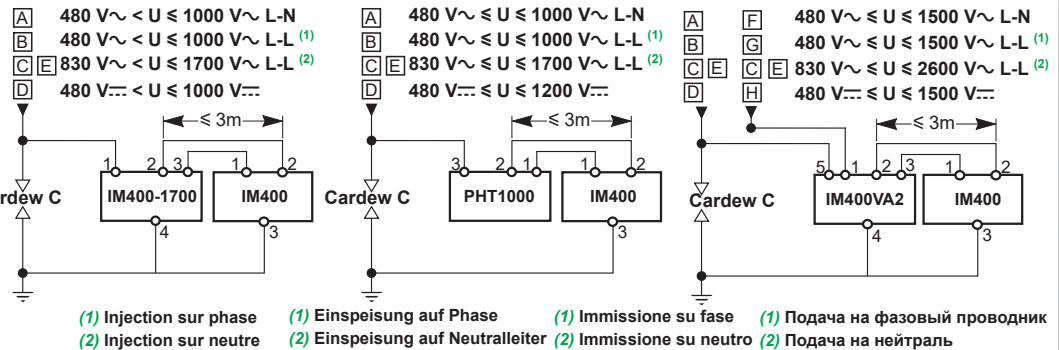 A 480 V~ < U ≤ 1000 V~ L-N
B 480 V~ < U ≤ 1000 V~ L-L (1)
C E 830 V~ < U ≤ 1700 V~ L-L (2)
D 480 V⎓ < U ≤ 1000 V⎓
≤ 3m
1 2 3 1 2
rdew C IM400-1700 IM400
4 3
A 480 V~ ≤ U ≤ 1000 V~ L-N
B 480 V~ ≤ U ≤ 1000 V~ L-L (1)
C E 830 V~ ≤ U ≤ 1700 V~ L-L (2)
D 480 V⎓ ≤ U ≤ 1200 V⎓
≤ 3m
3 2 1 1 2
Cardew C PHT1000 IM400
3
A F 480 V~ ≤ U ≤ 1500 V~ L-N
B G 480 V~ ≤ U ≤ 1500 V~ L-L (1)
C E C E 830 V~ ≤ U ≤ 2600 V~ L-L (2)
D H 480 V⎓ ≤ U ≤ 1500 V⎓
≤ 3m
5 1 2 3 1 2
Cardew C IM400VA2 IM400
4 3
(1) Injection sur phase
(2) Injection sur neutre
(1) Einspeisung auf Phase
(2) Einspeisung auf Neutralleiter
(1) Immissione su fase
(2) Immissione su neutro
(1) Подача на фазовый проводник
(2) Подача на нейтраль